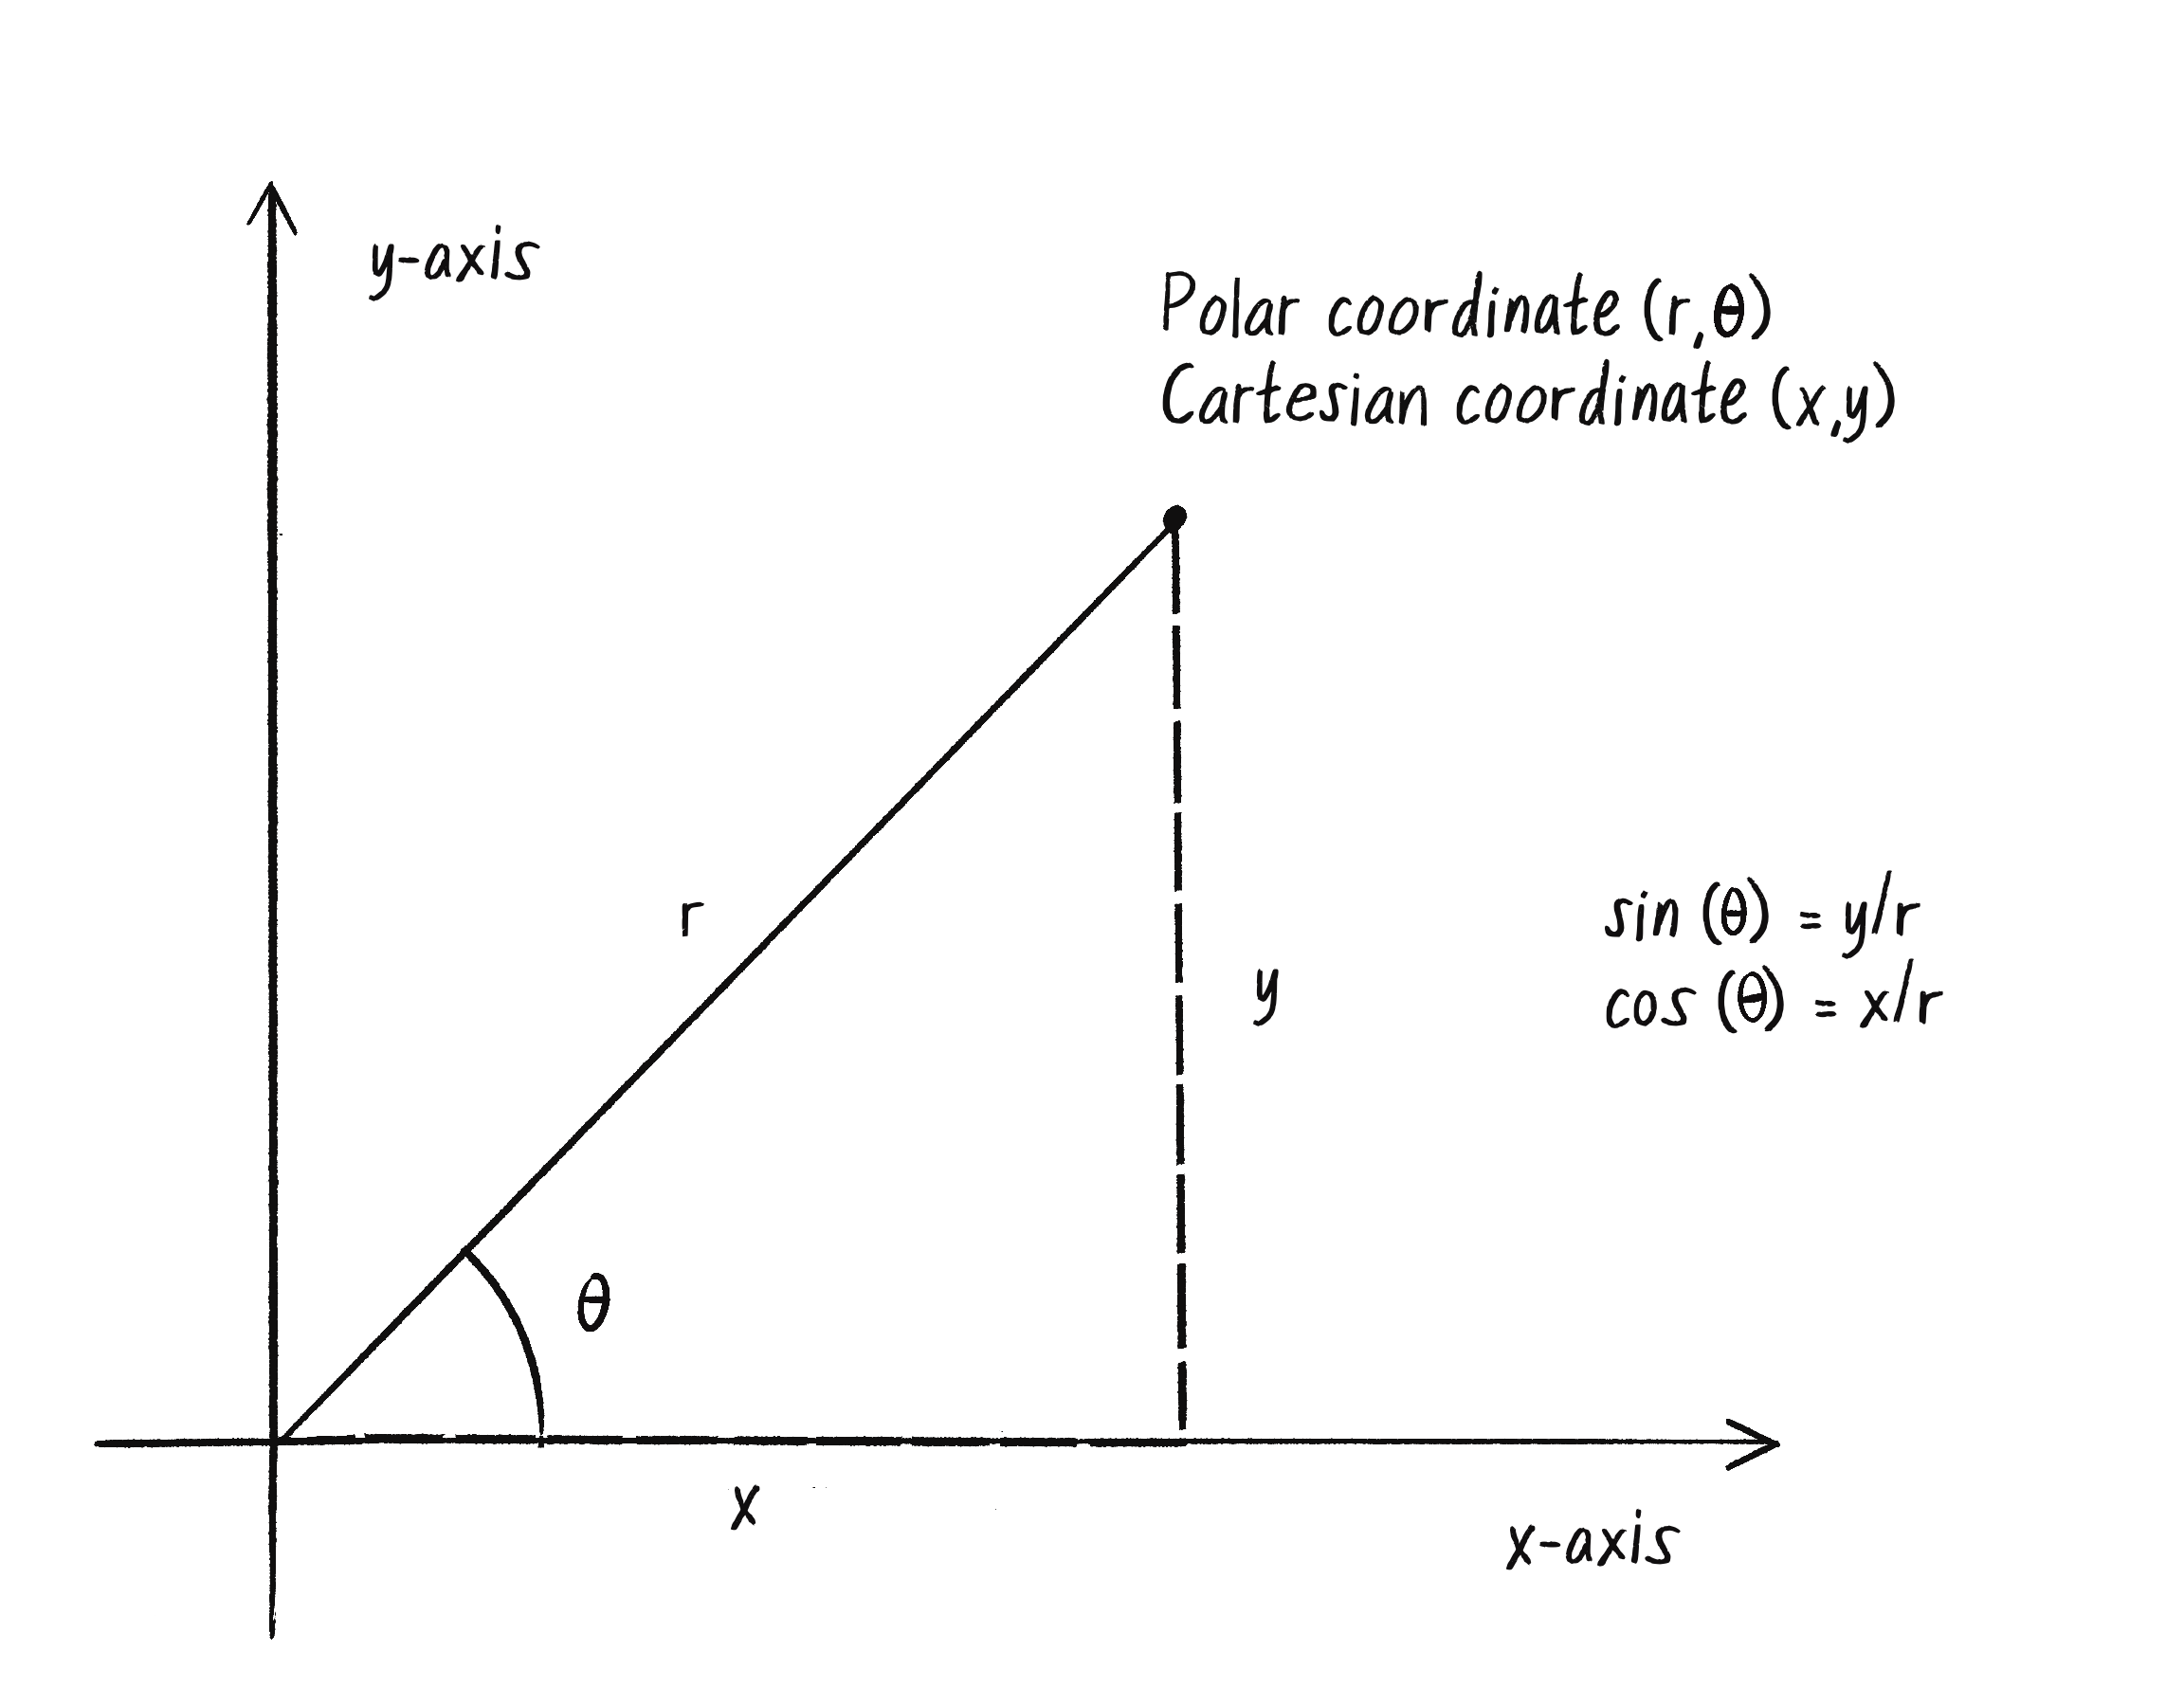 y-axis
Polar coordinate (r,θ)
Cartesian coordinate (x,y)
r
sin (θ) = y/r
y
cos (θ) = x/r
θ
x
x-axis